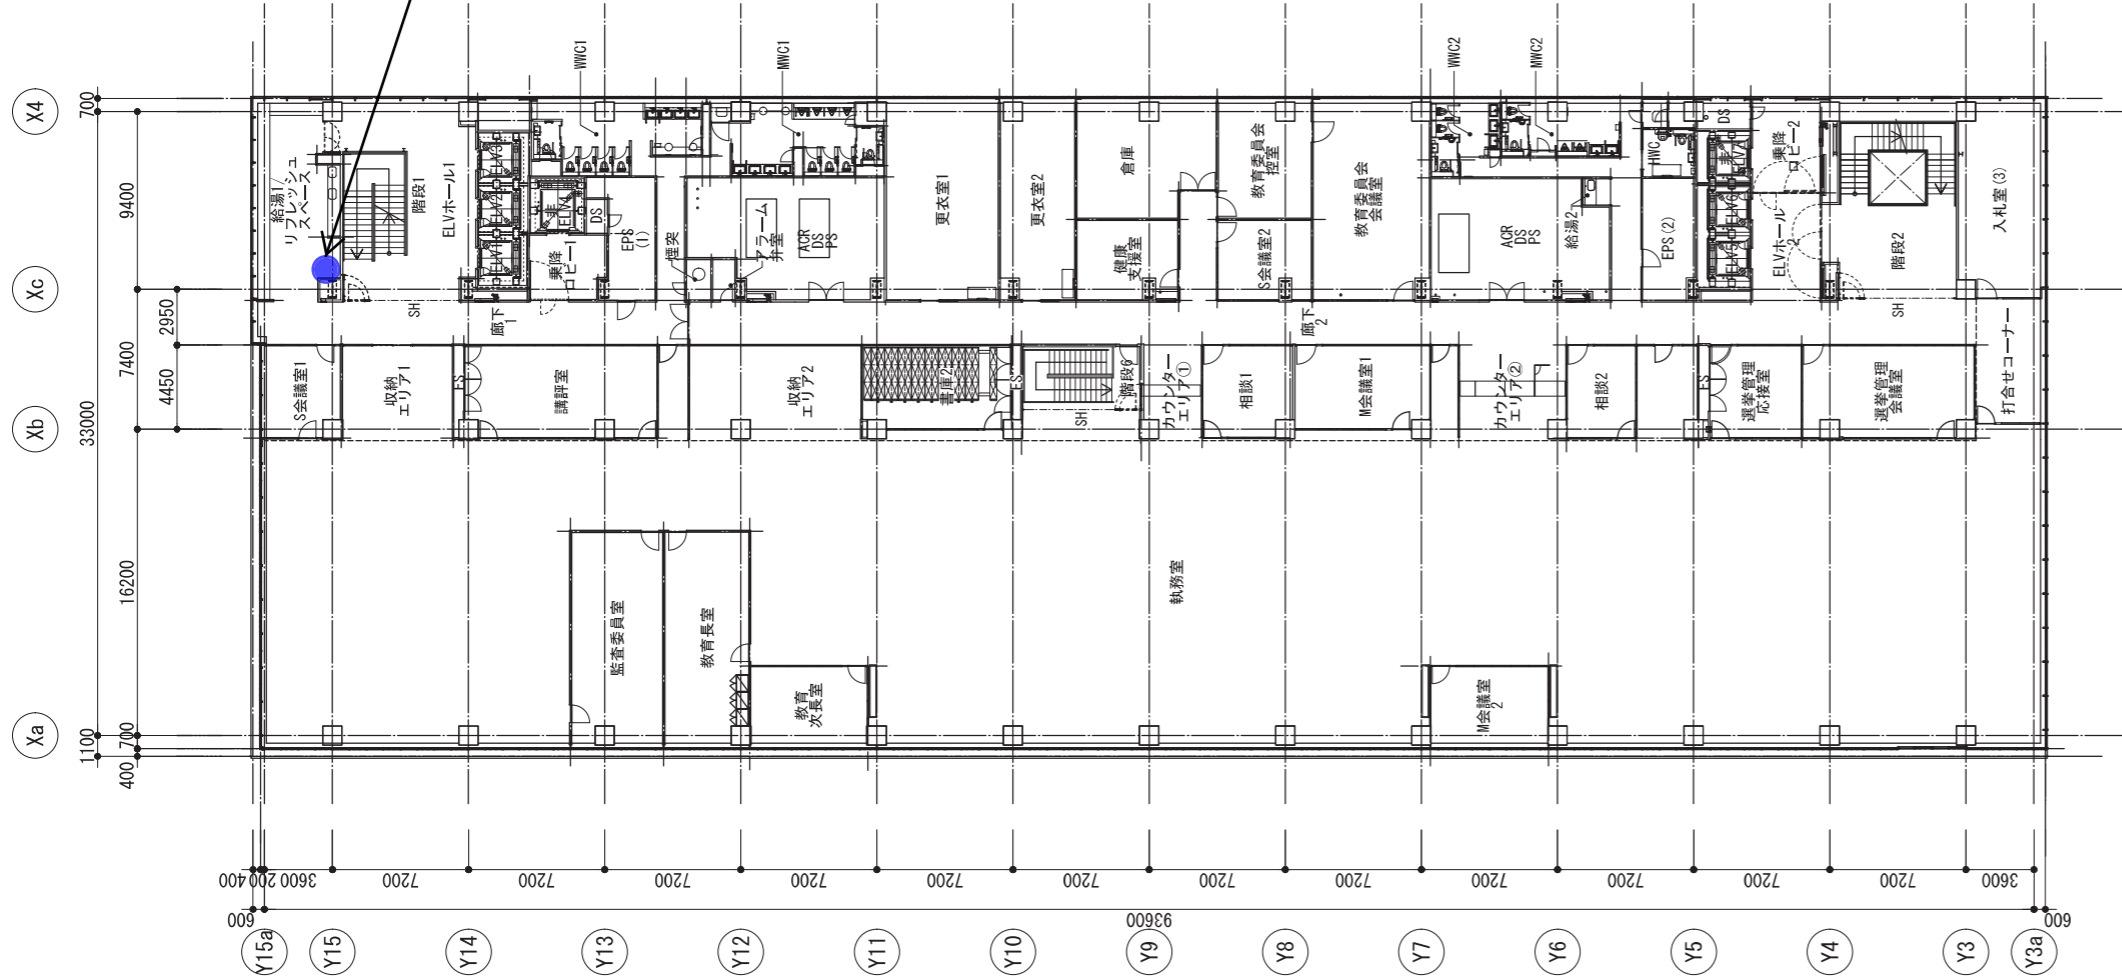 WWC1
MWC1
WWC2
MWC2
X4
700
給湯1
リフレッシュ
スペース
階段1
ELVホール1
ELV3
ELV2
ELV1
非
ELV4
DS
乗降
ロビー1
EPS
(1)
煙突
アラーム
弁室
ACR
DS
PS
更衣室1
更衣室2
倉庫
健康
支援室
教育委員会
控室
S会議室2
教育委員会
会議室
ACR
DS
PS
給湯2
HWC
EPS(2)
DS
ELV6
ELV5
ELVホール
2
乗降
ロビー2
階段2
入札室(3)
9400
Xc
SH
廊下
1
廊下
2
SH
2950
7400
4450
33000
S会議室1
収納
エリア1
ES
講評室
収納
エリア2
書庫2
ES
階段6
SH
カウンター
エリア①
相談1
M会議室1
カウンター
エリア②
相談2
ES
選挙管理
応接室
選挙管理
会議室
打合せコーナー
Xb
16200
監査委員室
教育長室
教育
次長室
執務室
M会議室
2
Xa
1100
700
400
400
200
3600
7200
7200
7200
7200
7200
7200
7200
7200
7200
7200
7200
7200
3600
600
93600
600
Y15a
Y15
Y14
Y13
Y12
Y11
Y10
Y9
Y8
Y7
Y6
Y5
Y4
Y3
Y3a